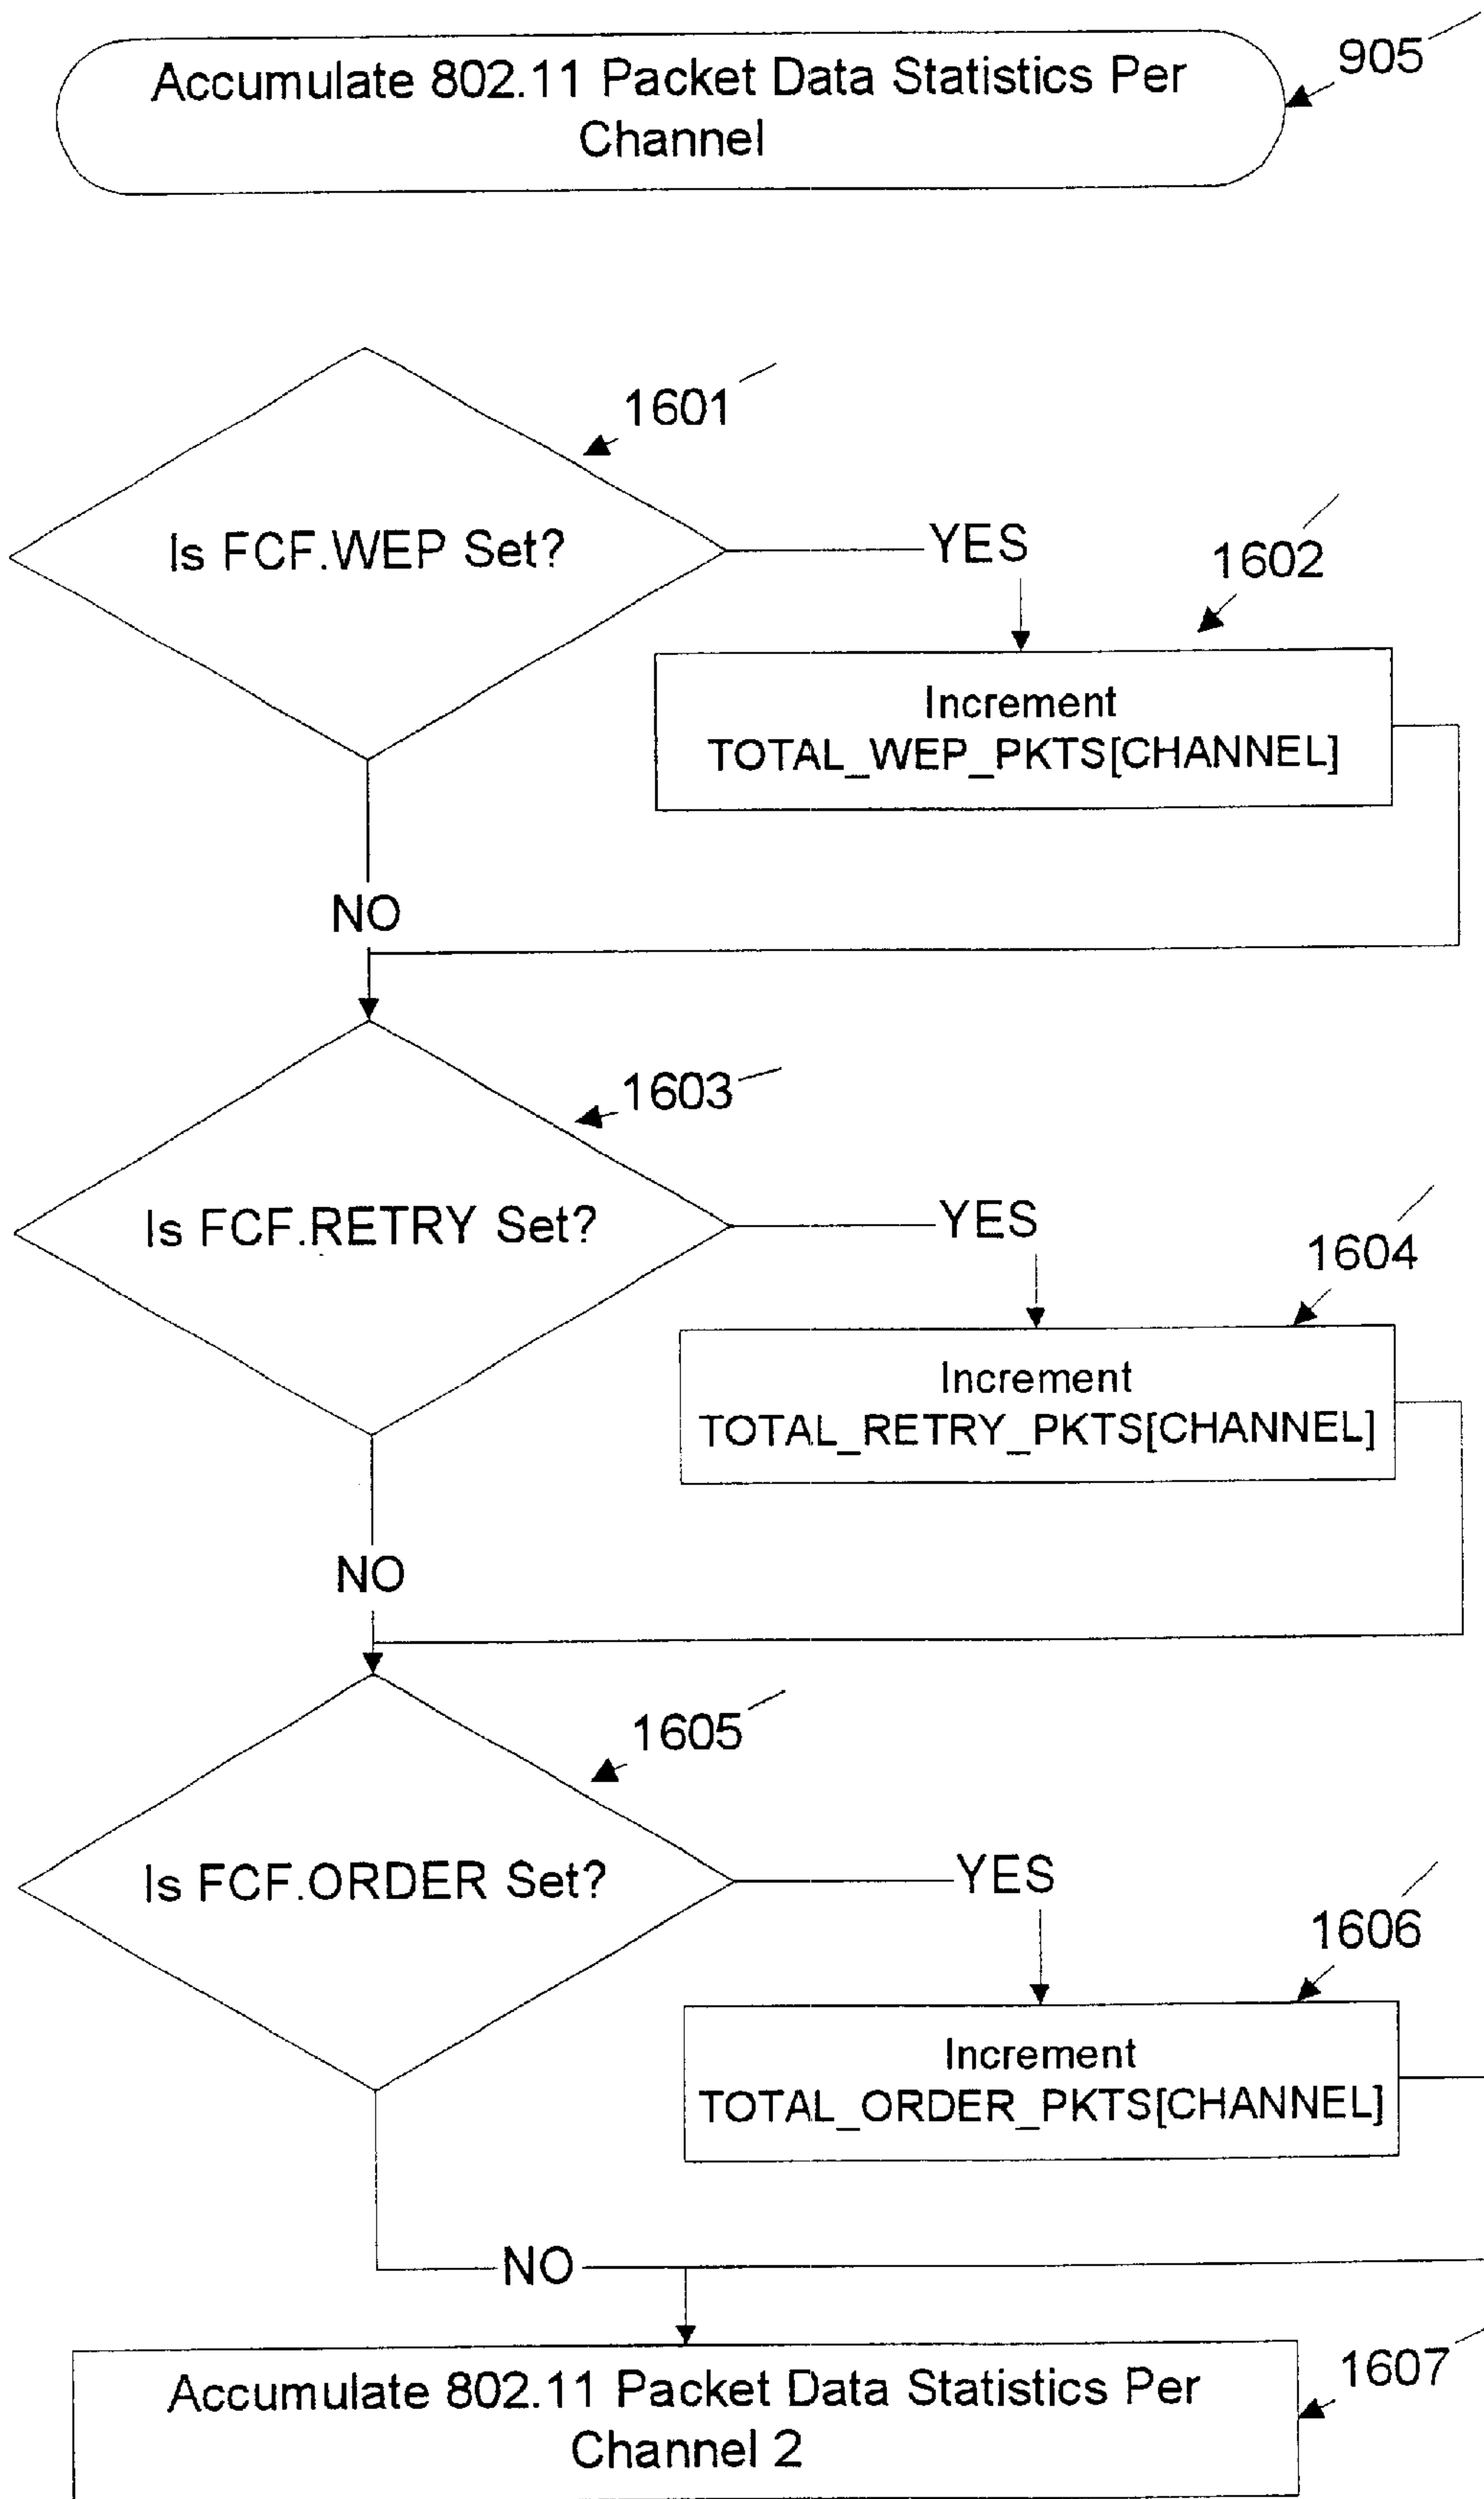 Accumulate 802.11 Packet Data Statistics Per
Channel
905
1601
Is FCF.WEP Set?
YES
1602
Increment
TOTAL_WEP_PKTS[CHANNEL]
NO
1603
Is FCF.RETRY Set?
YES
1604
Increment
TOTAL_RETRY_PKTS[CHANNEL]
NO
1605
Is FCF.ORDER Set?
YES
1606
Increment
TOTAL_ORDER_PKTS[CHANNEL]
NO
1607
Accumulate 802.11 Packet Data Statistics Per
Channel 2